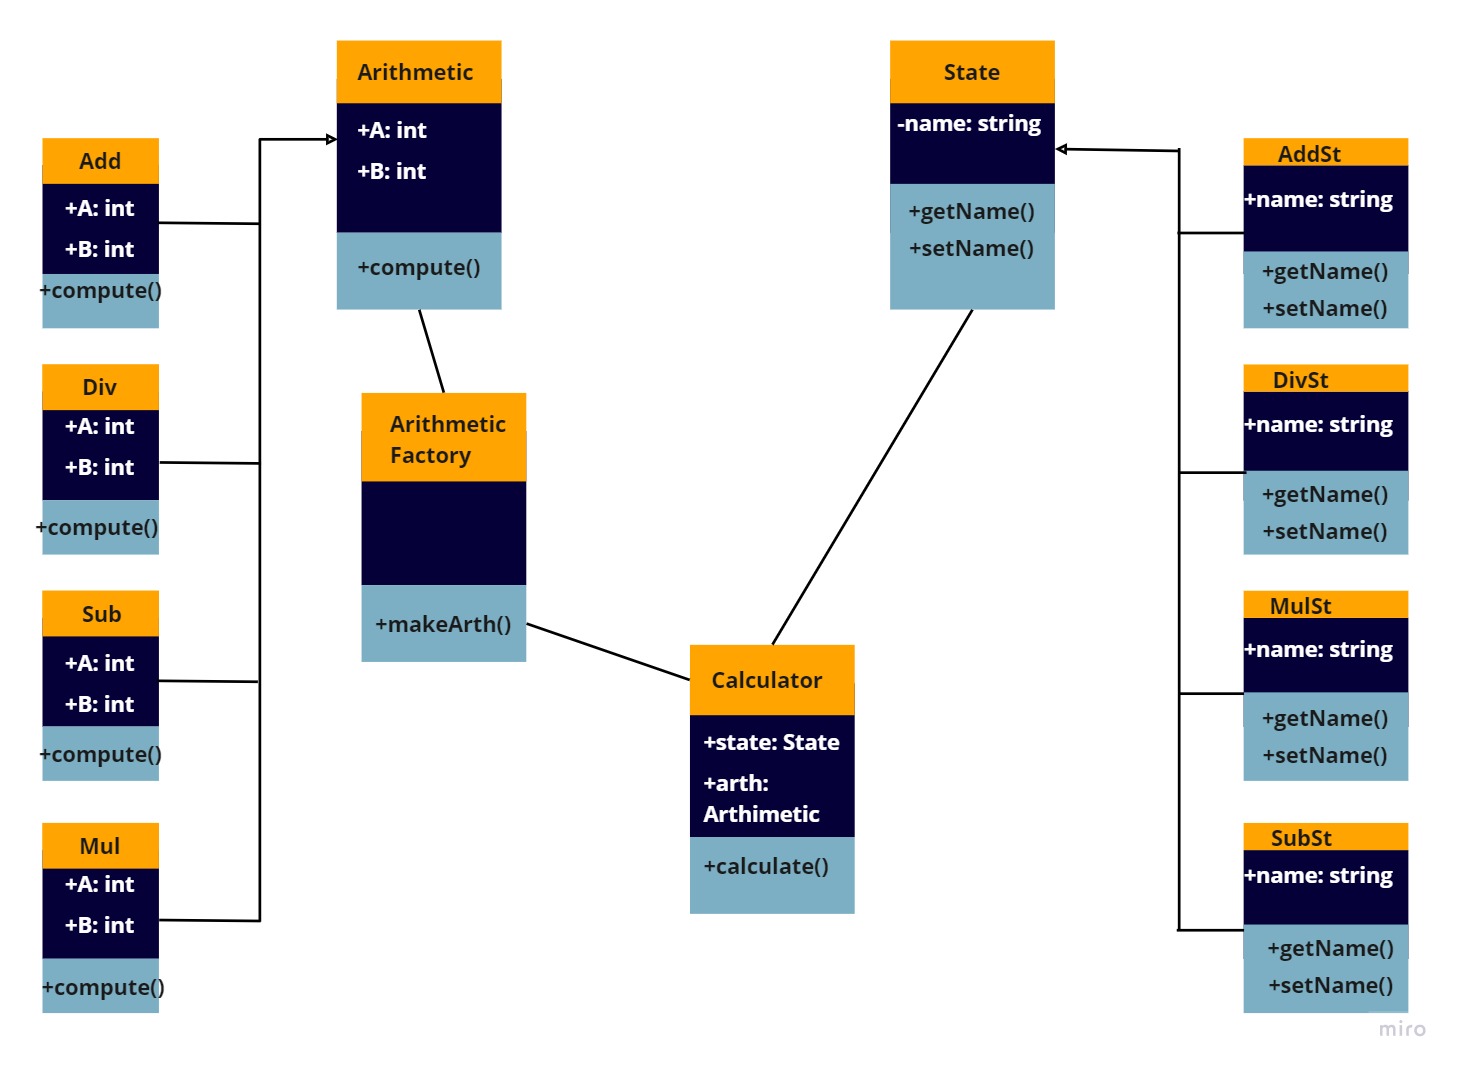 Arithmetic
+A: int
+B: int
+compute()
State
-name: string
+getName()
+setName()
Add
+A: int
+B: int
+compute()
Div
+A: int
+B: int
+compute()
Sub
+A: int
+B: int
+compute()
Mul
+A: int
+B: int
+compute()
Arithmetic
Factory
+makeArth()
Calculator
+state: State
+arth:
Arthimetic
+calculate()
AddSt
+name: string
+getName()
+setName()
DivSt
+name: string
+getName()
+setName()
MulSt
+name: string
+getName()
+setName()
SubSt
+name: string
+getName()
+setName()
miro